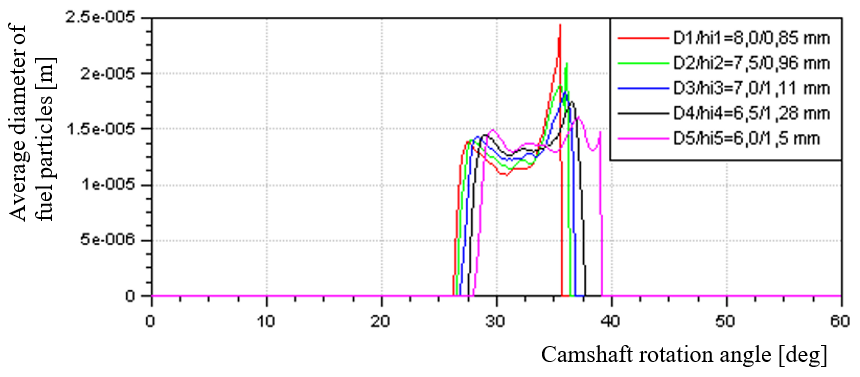 Average diameter of
fuel particles [m]
2.5e-005
2e-005
1.5e-005
1e-005
5e-006
0
0 10 20 30 40 50 60
Camshaft rotation angle [deg]
D1/hi1=8,0/0,85 mm
D2/hi2=7,5/0,96 mm
D3/hi3=7,0/1,11 mm
D4/hi4=6,5/1,28 mm
D5/hi5=6,0/1,5 mm